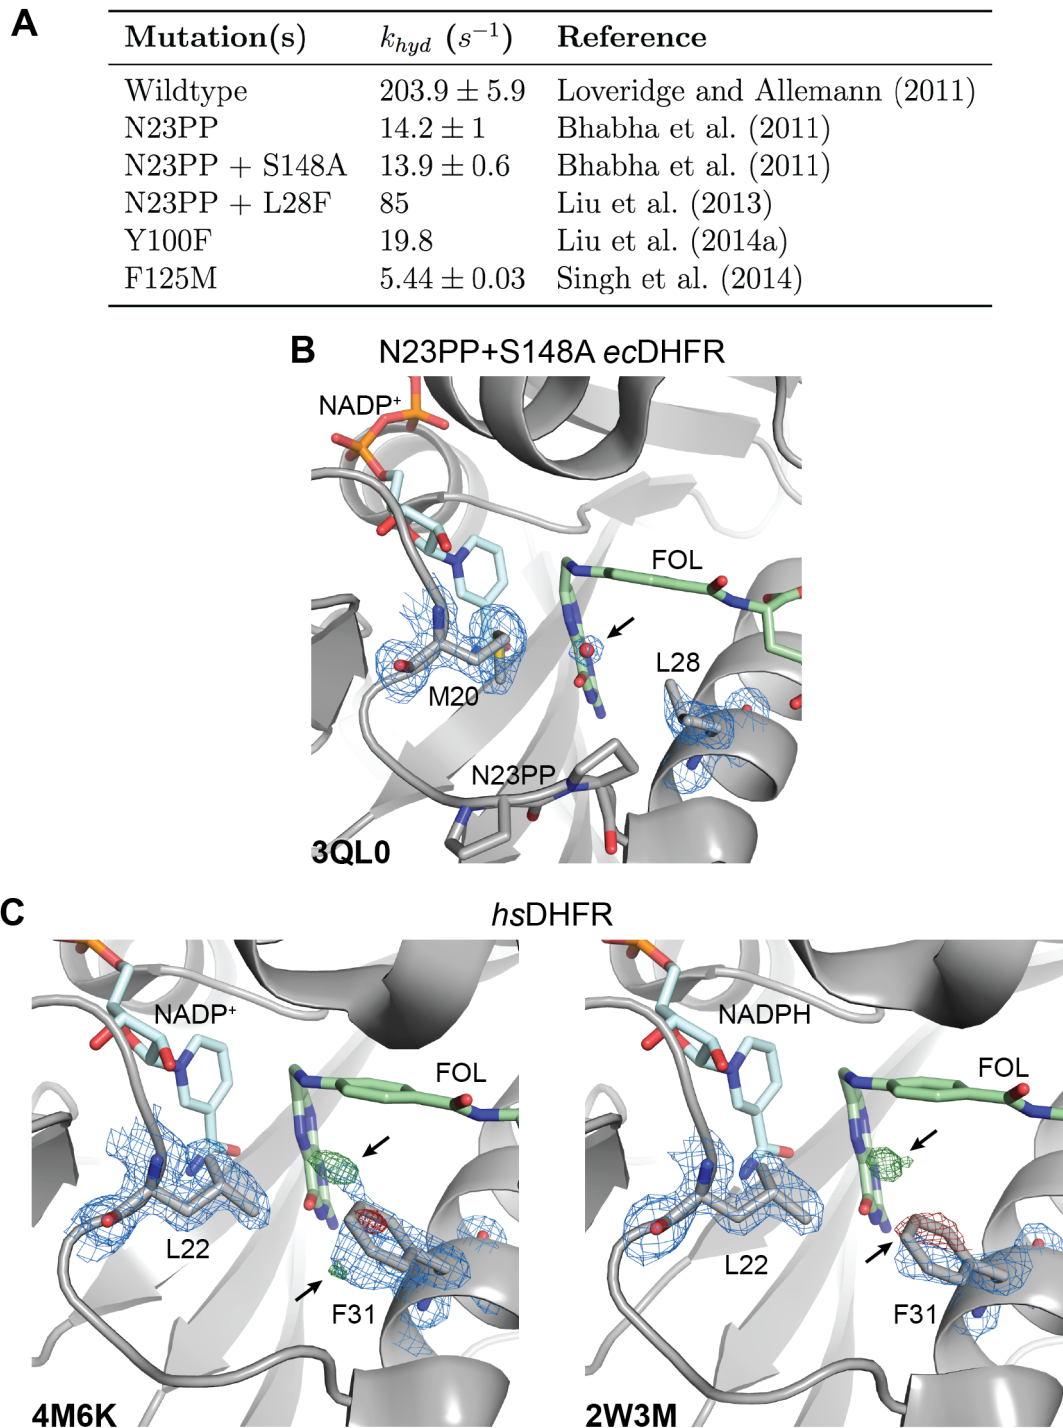 A
Mutation(s) k_hyd (s⁻¹) Reference
Wildtype 203.9 ± 5.9 Loveridge and Allemann (2011)
N23PP 14.2 ± 1 Bhabha et al. (2011)
N23PP + S148A 13.9 ± 0.6 Bhabha et al. (2011)
N23PP + L28F 85 Liu et al. (2013)
Y100F 19.8 Liu et al. (2014a)
F125M 5.44 ± 0.03 Singh et al. (2014)
B N23PP+S148A ecDHFR
NADP⁺
FOL
L28
M20
N23PP
3QL0
C hsDHFR
NADP⁺
FOL
L22
F31
4M6K
NADPH
FOL
L22
F31
2W3M